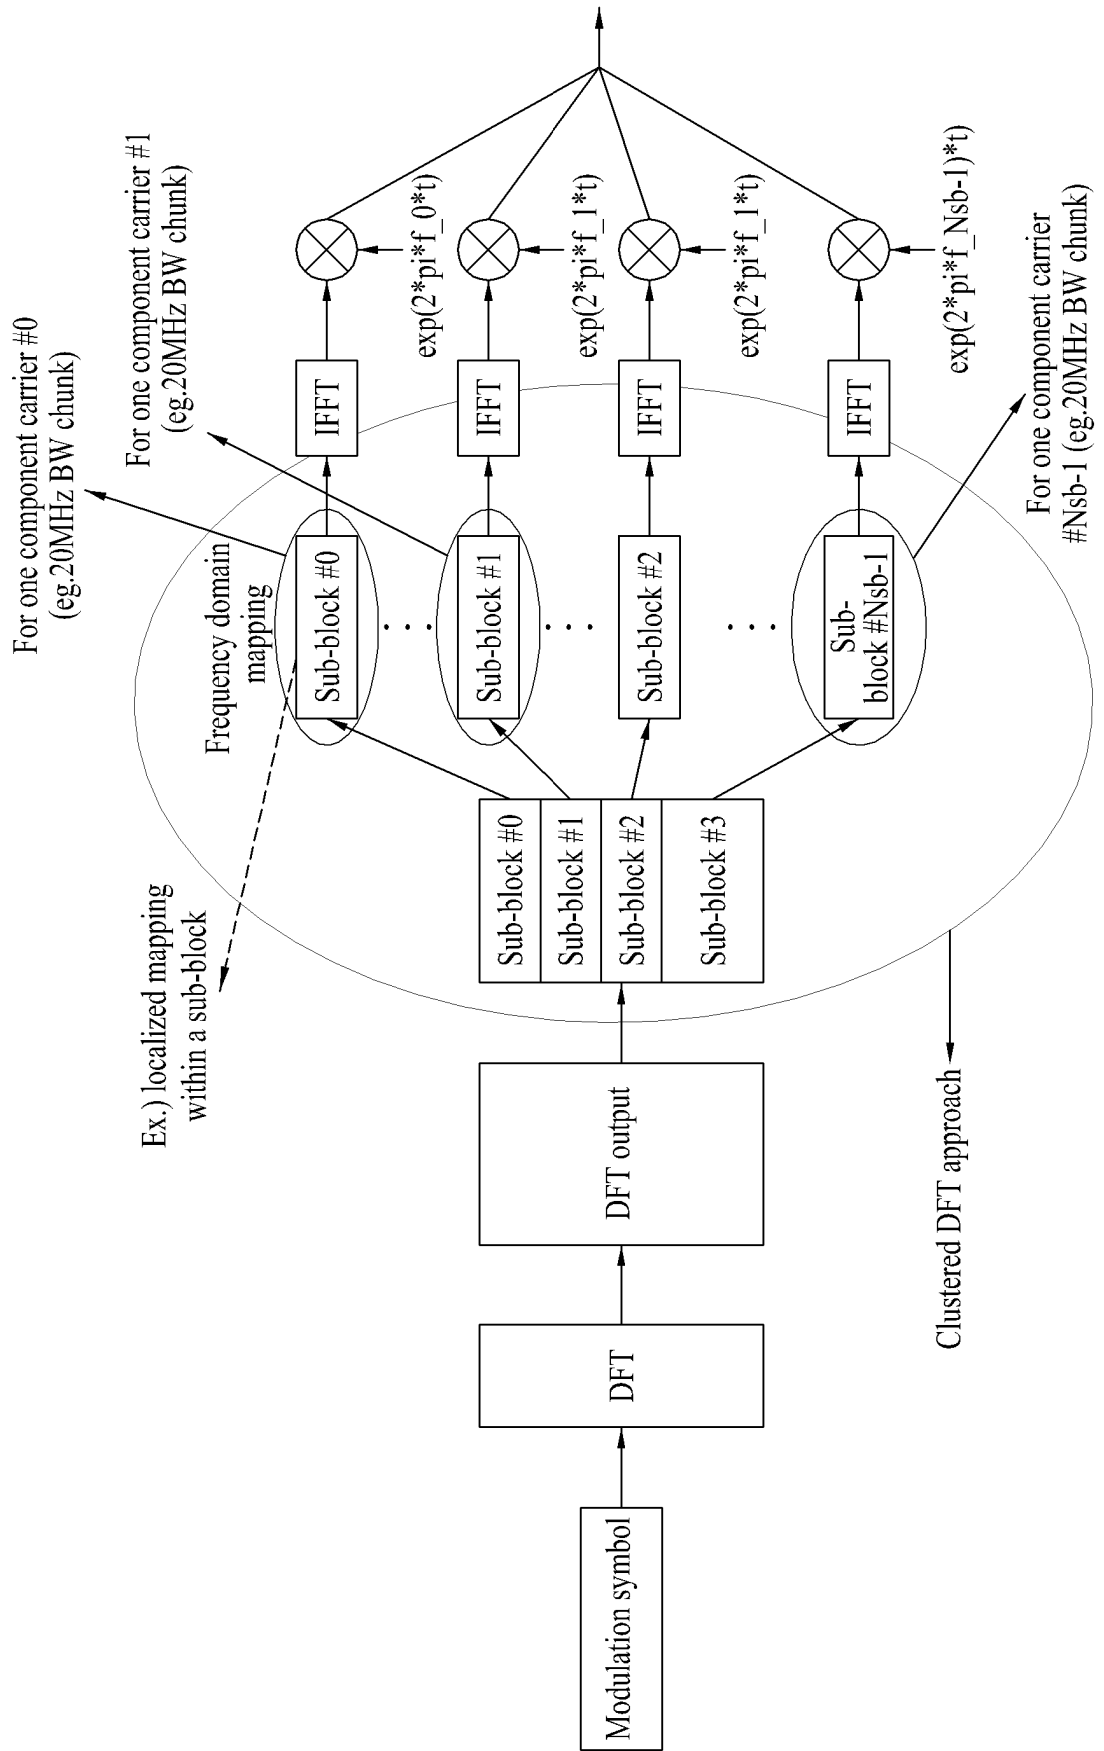 Modulation symbol
DFT
DFT output
Sub-block #0
Sub-block #1
Sub-block #2
Sub-block #3
Ex.) localized mapping
within a sub-block
Frequency domain
mapping
Sub-block #0
. . .
Sub-block #1
. . .
Sub-block #2
. . .
Sub-
block #Nsb-1
For one component carrier #0
(eg.20MHz BW chunk)
For one component carrier #1
(eg.20MHz BW chunk)
IFFT
IFFT
IFFT
IFFT
exp(2*pi*f_0*t)
exp(2*pi*f_1*t)
exp(2*pi*f_1*t)
exp(2*pi*f_Nsb-1)*t)
For one component carrier
#Nsb-1 (eg.20MHz BW chunk)
Clustered DFT approach